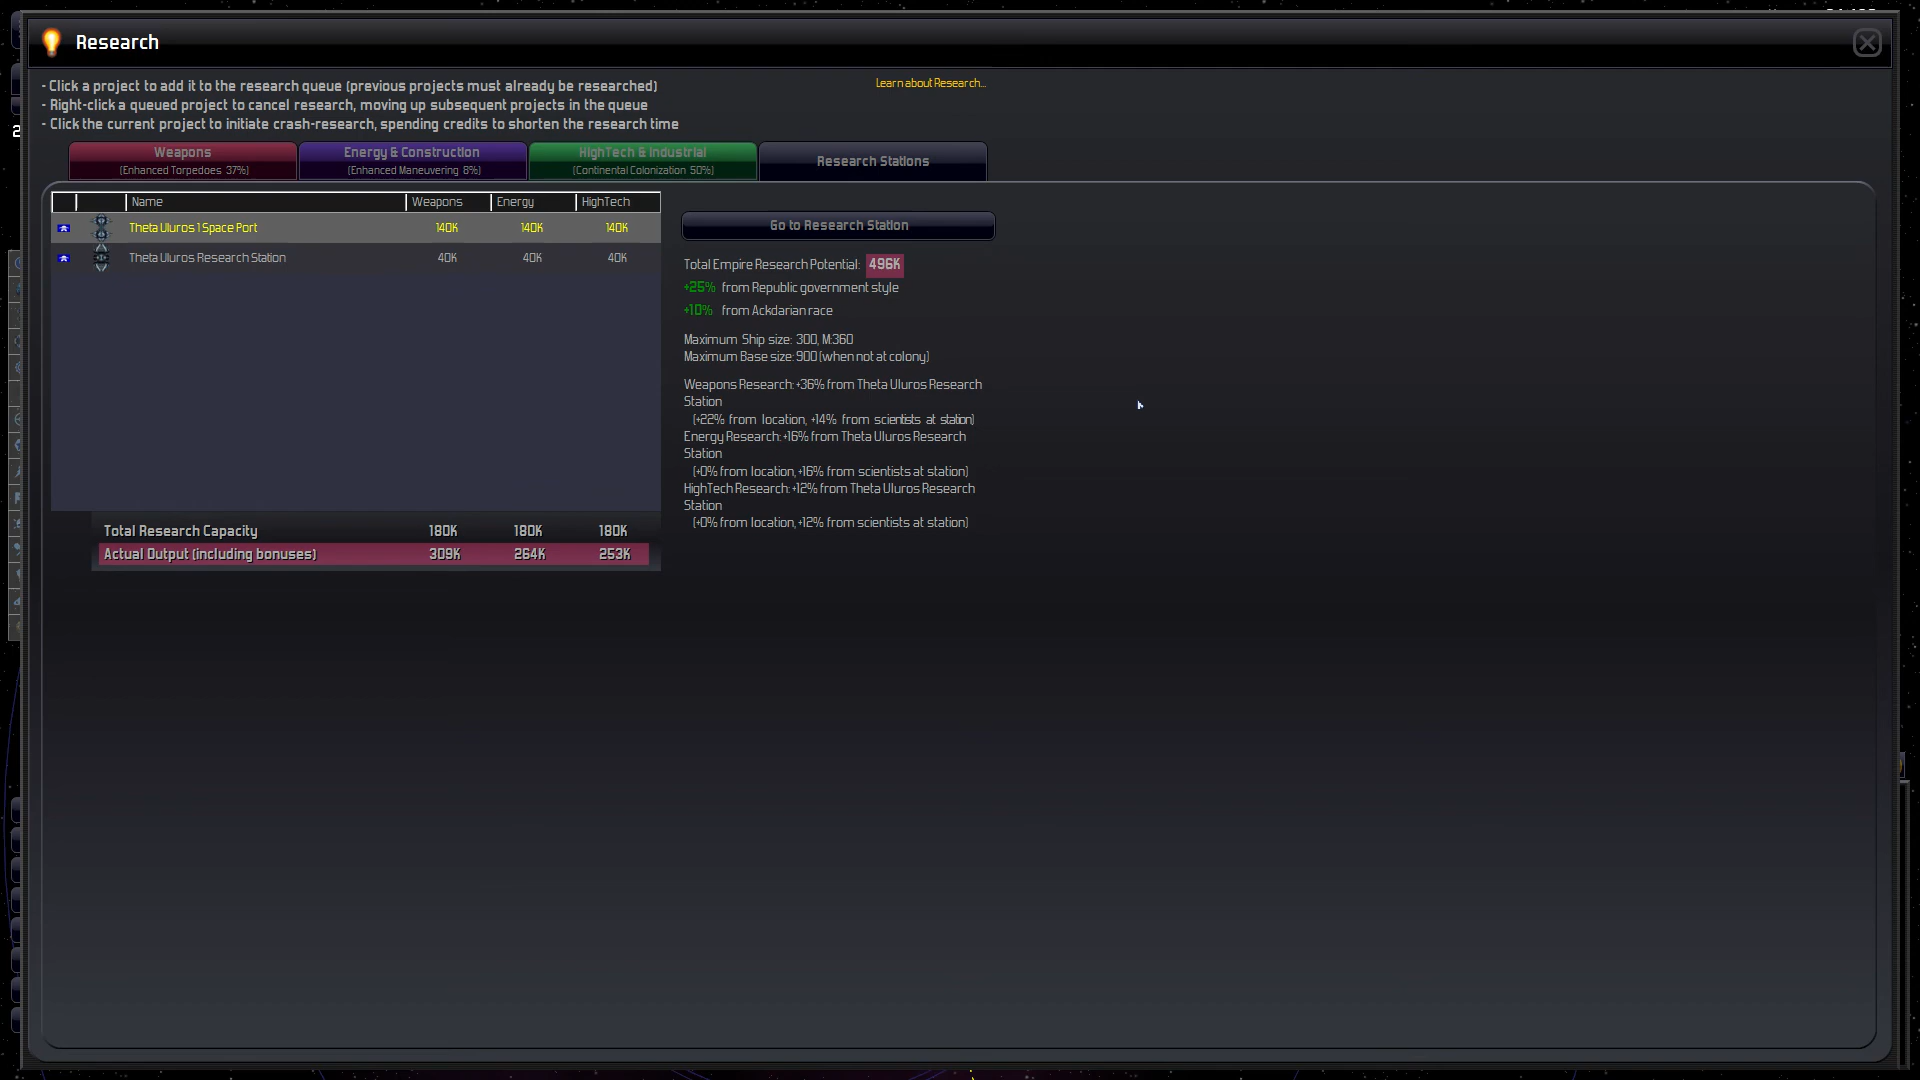 Research
- Click a project to add it to the research queue (previous projects must already be researched)
Learn about Research...
- Right-click a queued project to cancel research, moving up subsequent projects in the queue
- Click the current project to initiate crash-research, spending credits to shorten the research time
Weapons
(Enhanced Torpedoes 37%)
Energy & Construction
(Enhanced Maneuvering 8%)
HighTech & Industrial
(Continental Colonization 50%)
Research Stations
Name Weapons Energy HighTech
Theta Uluros 1 Space Port 140K 140K 140K
Theta Uluros Research Station 40K 40K 40K
Total Research Capacity 180K 180K 180K
Actual Output (including bonuses) 309K 264K 253K
Go to Research Station
Total Empire Research Potential: 496K
+25% from Republic government style
+10% from Ackdarian race
Maximum Ship size: 300, M:360
Maximum Base size: 900 (when not at colony)
Weapons Research: +36% from Theta Uluros Research
Station
(+22% from location, +14% from scientists at station)
Energy Research: +16% from Theta Uluros Research
Station
(+0% from location, +16% from scientists at station)
HighTech Research: +12% from Theta Uluros Research
Station
(+0% from location, +12% from scientists at station)